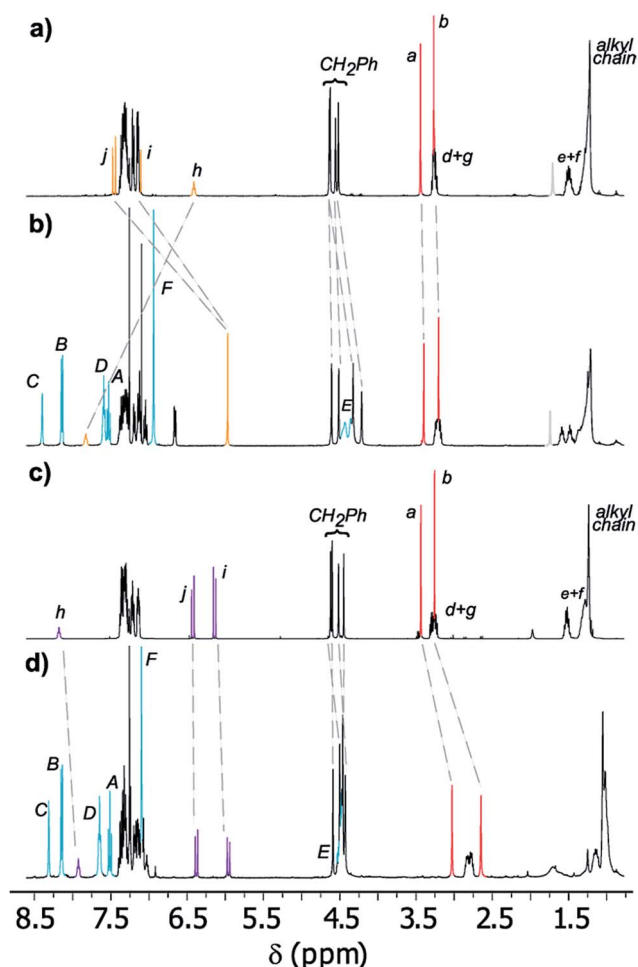 a)
b
a
CH2Ph
alkyl
chain
j
i
h
d+g
e+f
b)
F
B
C
D
A
E
c)
b
a
CH2Ph
alkyl
chain
i
j
h
d+g
e+f
d)
F
B
A
C
D
E
8.5 7.5 6.5 5.5 4.5 3.5 2.5 1.5
δ (ppm)